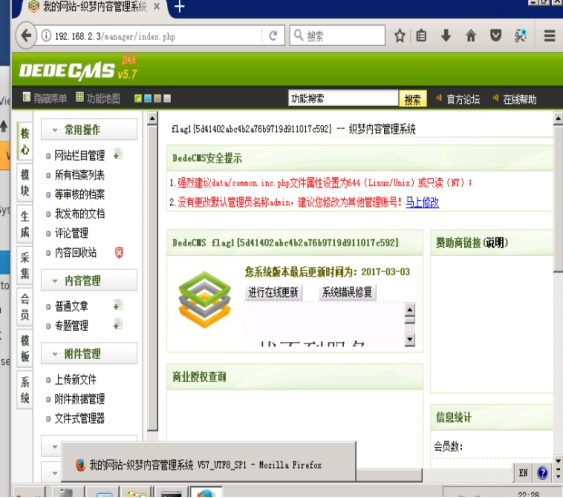 我的网站-织梦内容管理系统
192.168.2.3/manager/index.php
搜索
DEDECMS v5.7
隐藏菜单 功能地图
功能搜索 搜索 官方论坛 在线帮助
核心
模块
生成
采集
会员
模板
系统
常用操作
网站栏目管理
所有档案列表
等审核的档案
我发布的文档
评论管理
内容回收站
内容管理
普通文章
专题管理
附件管理
上传新文件
附件数据管理
文件式管理器
flag1{5d41402abc4b2a76b9719d911017c592} -- 织梦内容管理系统
DedeCMS安全提示
1.强烈建议data/common.inc.php文件属性设置为644（Linux/Unix）或只读（NT）；
2.没有更改默认管理员名称admin，建议您修改为其他管理账号！马上修改
DedeCMS flag1{5d41402abc4b2a76b9719d911017c592}
您系统版本最后更新时间为：2017-03-03
进行在线更新 系统错误修复
商业授权查询
赞助商链接(说明)
信息统计
会员数:
我的网站-织梦内容管理系统 V57_UTF8_SP1 - Mozilla Firefox
EN
22:28